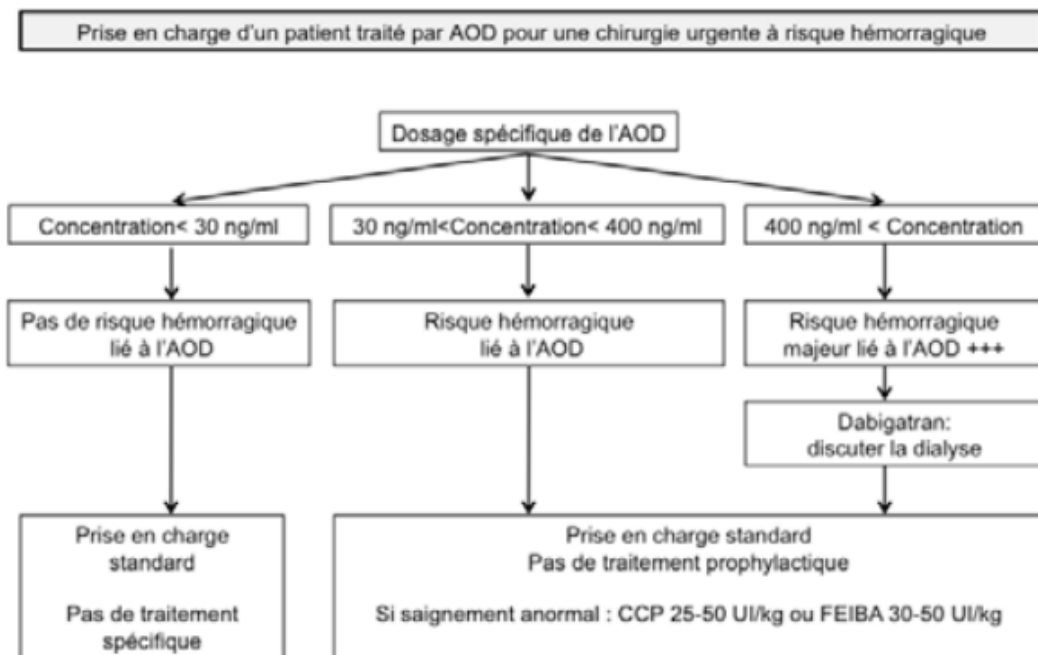 Prise en charge d'un patient traité par AOD pour une chirurgie urgente à risque hémorragique
Dosage spécifique de l'AOD
Concentration< 30 ng/ml
30 ng/ml<Concentration< 400 ng/ml
400 ng/ml < Concentration
Pas de risque hémorragique
lié à l'AOD
Risque hémorragique
lié à l'AOD
Risque hémorragique
majeur lié à l'AOD +++
Dabigatran:
discuter la dialyse
Prise en charge
standard
Pas de traitement
spécifique
Prise en charge standard
Pas de traitement prophylactique
Si saignement anormal : CCP 25-50 UI/kg ou FEIBA 30-50 UI/kg